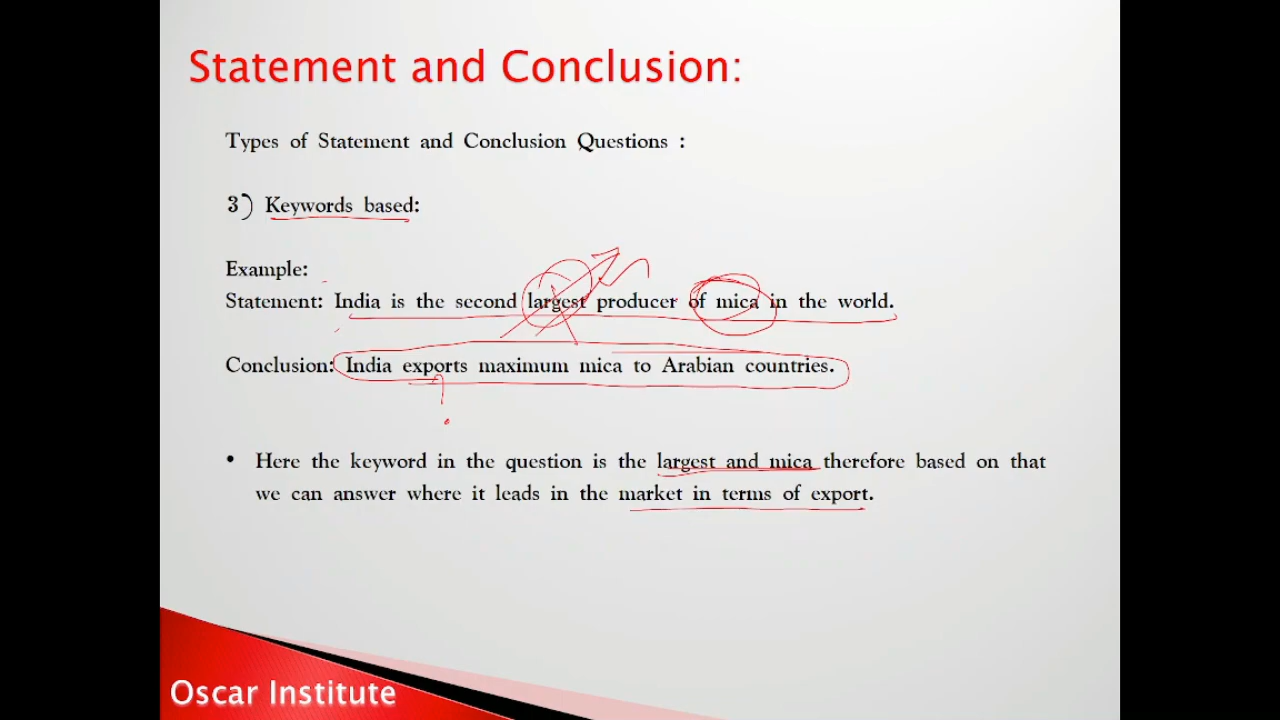 Statement and Conclusion:
Types of Statement and Conclusion Questions :
3) Keywords based:
Example:
Statement: India is the second largest producer of mica in the world.
Conclusion: India exports maximum mica to Arabian countries.
?
• Here the keyword in the question is the largest and mica therefore based on that
we can answer where it leads in the market in terms of export.
Oscar Institute